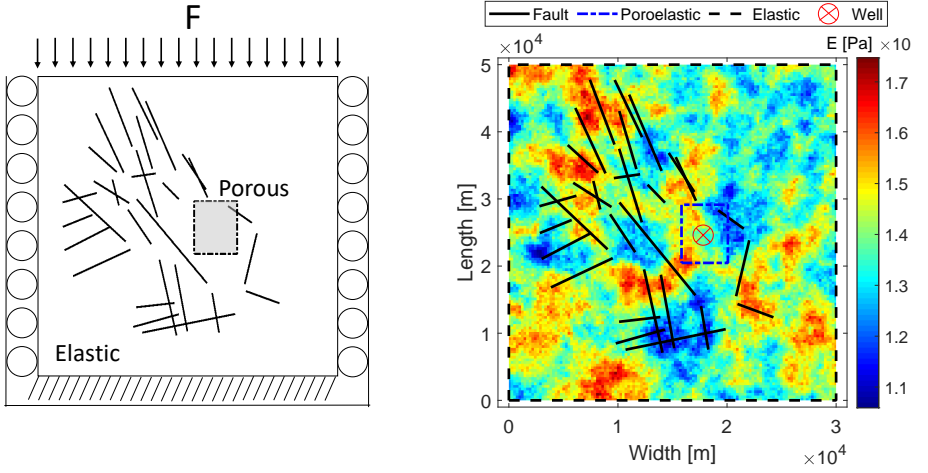 F
Porous
Elastic
Fault Poroelastic Elastic Well
×10⁴
E [Pa] ×10
5
4
3
2
1
0
Length [m]
0 1 2 3
Width [m]
×10⁴
1.7
1.6
1.5
1.4
1.3
1.2
1.1